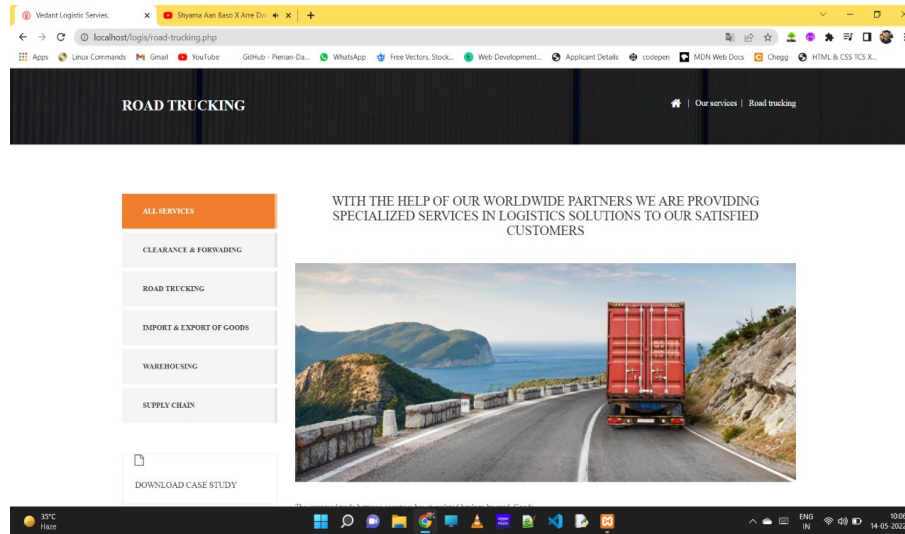 Vedant Logistic Servies.
Shyama Aan Baso X Arre Dw
localhost/logis/road-trucking.php
Apps Linux Commands Gmail YouTube GitHub - Pierian-Da... WhatsApp Free Vectors, Stock... Web Development... Applicant Details codepen MDN Web Docs Chegg HTML & CSS TCS X...
ROAD TRUCKING
| Our services | Road trucking
ALL SERVICES
CLEARANCE & FORWADING
ROAD TRUCKING
IMPORT & EXPORT OF GOODS
WAREHOUSING
SUPPLY CHAIN
DOWNLOAD CASE STUDY
WITH THE HELP OF OUR WORLDWIDE PARTNERS WE ARE PROVIDING
SPECIALIZED SERVICES IN LOGISTICS SOLUTIONS TO OUR SATISFIED
CUSTOMERS
35°C
Haze
ENG
IN
10:06
14-05-2022